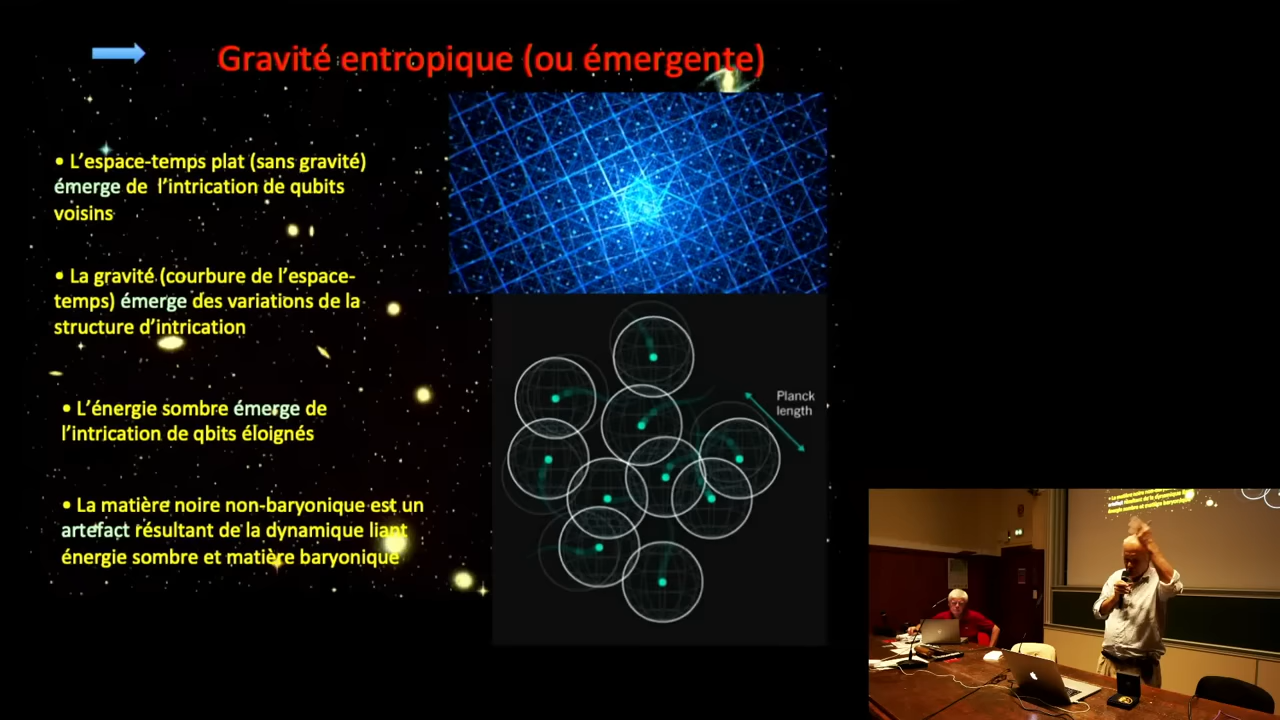 Gravité entropique (ou émergente)
• L'espace-temps plat (sans gravité)
émerge de l'intrication de qubits
voisins
• La gravité (courbure de l'espace-
temps) émerge des variations de la
structure d'intrication
• L'énergie sombre émerge de
l'intrication de qbits éloignés
• La matière noire non-baryonique est un
artefact résultant de la dynamique liant
énergie sombre et matière baryonique
Planck
length